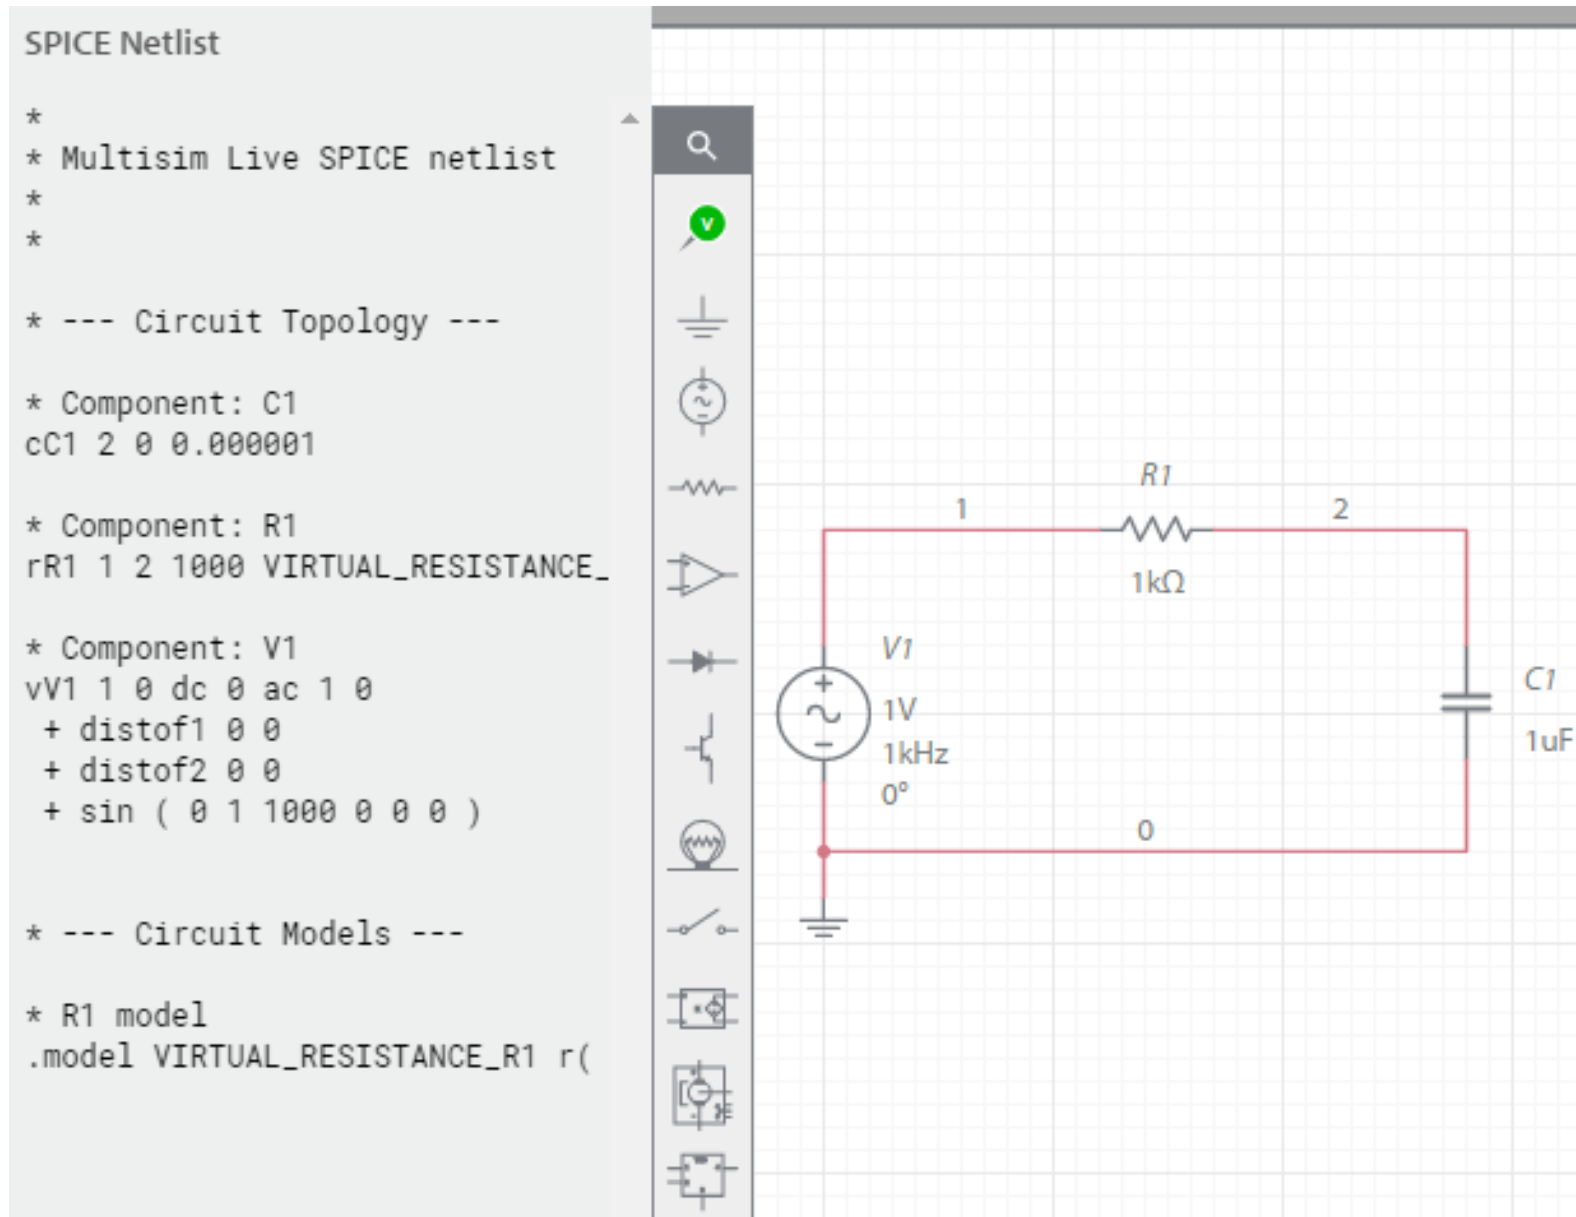 SPICE Netlist
*
* Multisim Live SPICE netlist
*
*
* --- Circuit Topology ---
* Component: C1
cC1 2 0 0.000001
* Component: R1
rR1 1 2 1000 VIRTUAL_RESISTANCE_
* Component: V1
vV1 1 0 dc 0 ac 1 0
+ distof1 0 0
+ distof2 0 0
+ sin ( 0 1 1000 0 0 0 )
* --- Circuit Models ---
* R1 model
.model VIRTUAL_RESISTANCE_R1 r(
V
R1
1
2
1kΩ
V1
1V
1kHz
0°
C1
1uF
0